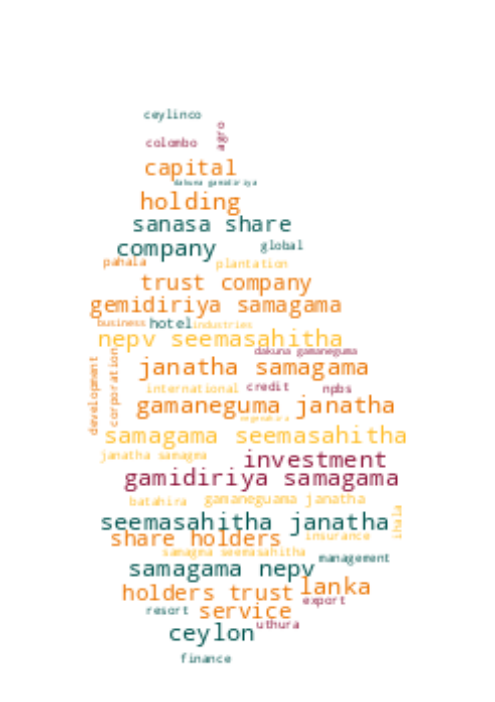 ceylinco
agro
colombo
capital
dakuna gamidiriya
holding
sanasa share
company global
pahala plantation
trust company
gemidiriya samagama
business hotel industries
nepv seemasahitha
dakuna gamaneguma
janatha samagama
development
corporation
international credit npbs
gamaneguma janatha
samagama seemasahitha
janatha samagma investment
gamidiriya samagama
batahira gamaneguama janatha
ihala
seemasahitha janatha
share holders insurance
samagma seemasahitha
management
samagama nepv
holders trust lanka
export
resort service
uthura
ceylon
finance